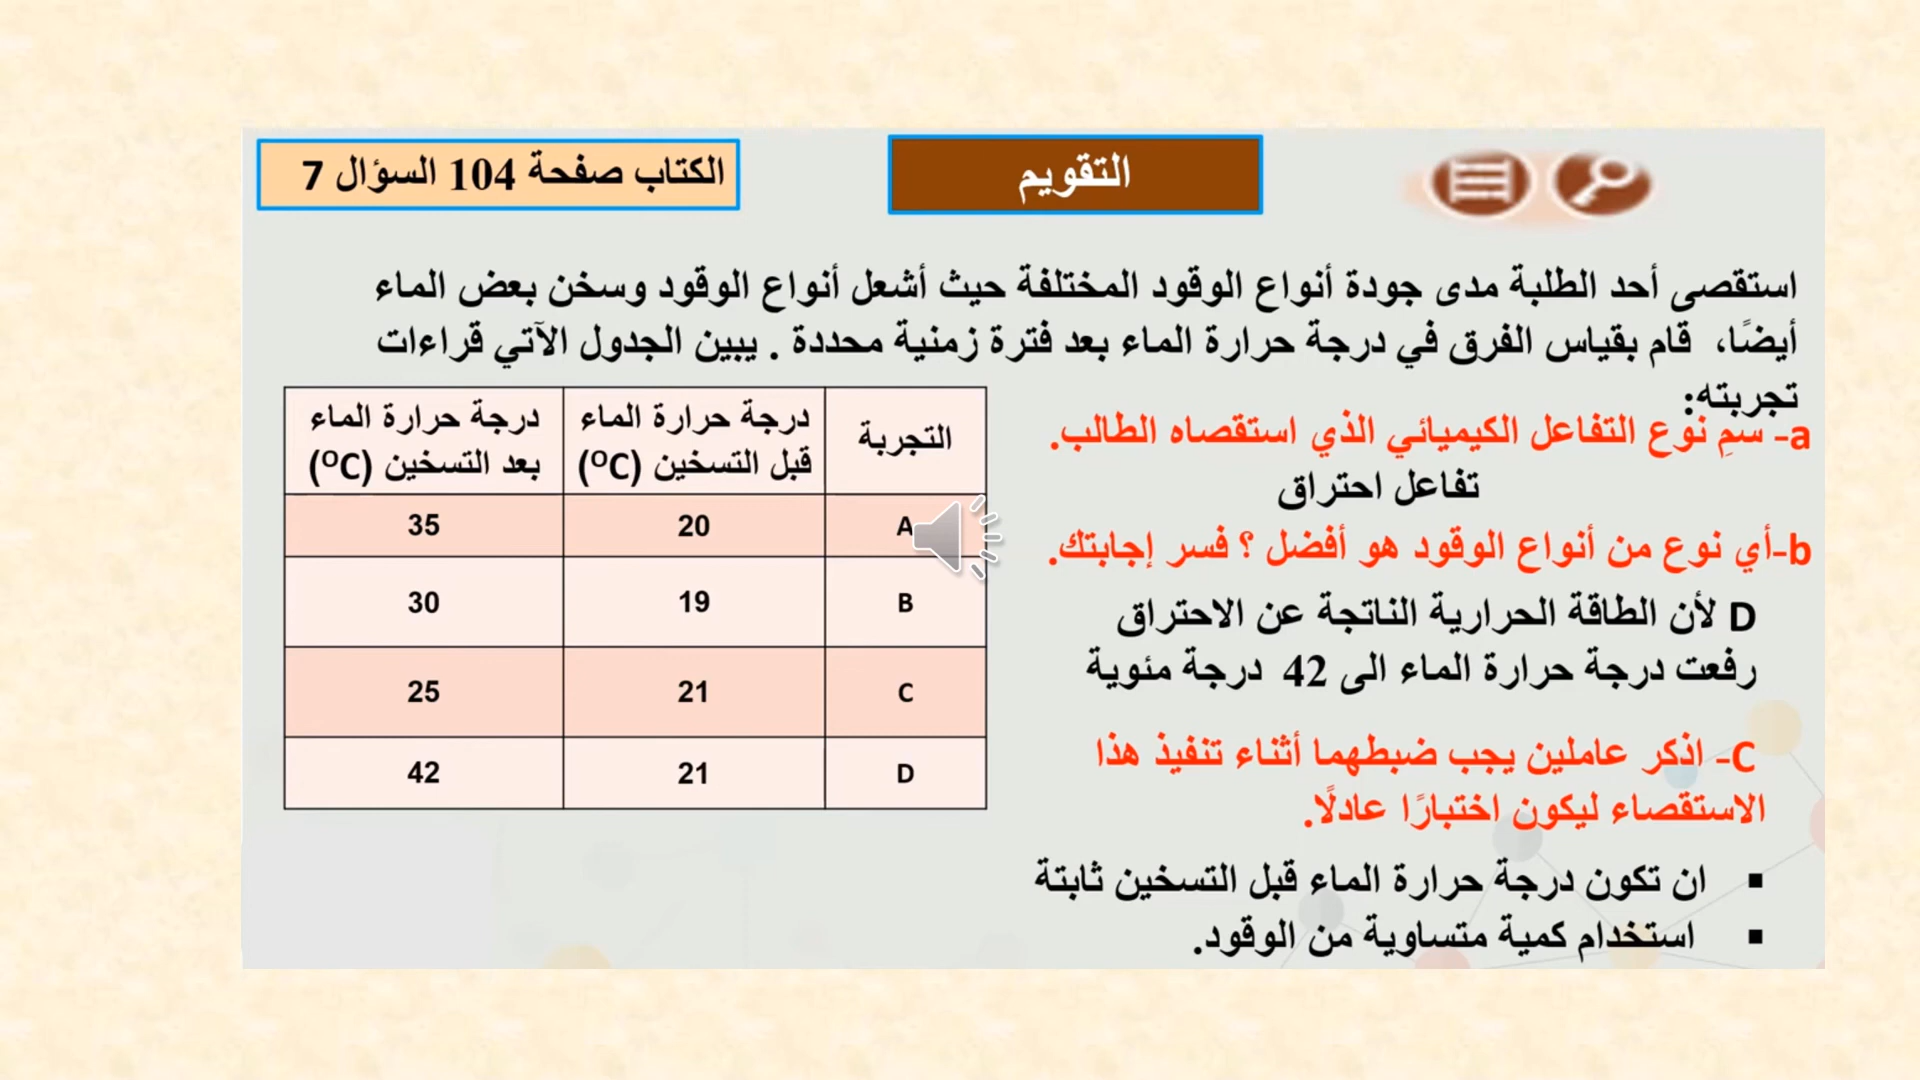 التقويم
الكتاب صفحة 104 السؤال 7
استقصى أحد الطلبة مدى جودة أنواع الوقود المختلفة حيث أشعل أنواع الوقود وسخن بعض الماء
أيضًا، قام بقياس الفرق في درجة حرارة الماء بعد فترة زمنية محددة . يبين الجدول الآتي قراءات
تجربته:
a- سمِ نوع التفاعل الكيميائي الذي استقصاه الطالب.
تفاعل احتراق
b-أي نوع من أنواع الوقود هو أفضل ؟ فسر إجابتك.
D لأن الطاقة الحرارية الناتجة عن الاحتراق
رفعت درجة حرارة الماء الى 42 درجة مئوية
C- اذكر عاملين يجب ضبطهما أثناء تنفيذ هذا
الاستقصاء ليكون اختبارًا عادلًا.
▪ ان تكون درجة حرارة الماء قبل التسخين ثابتة
▪ استخدام كمية متساوية من الوقود.
التجربة درجة حرارة الماء قبل التسخين (ºC) درجة حرارة الماء بعد التسخين (ºC)
A 20 35
B 19 30
C 21 25
D 21 42